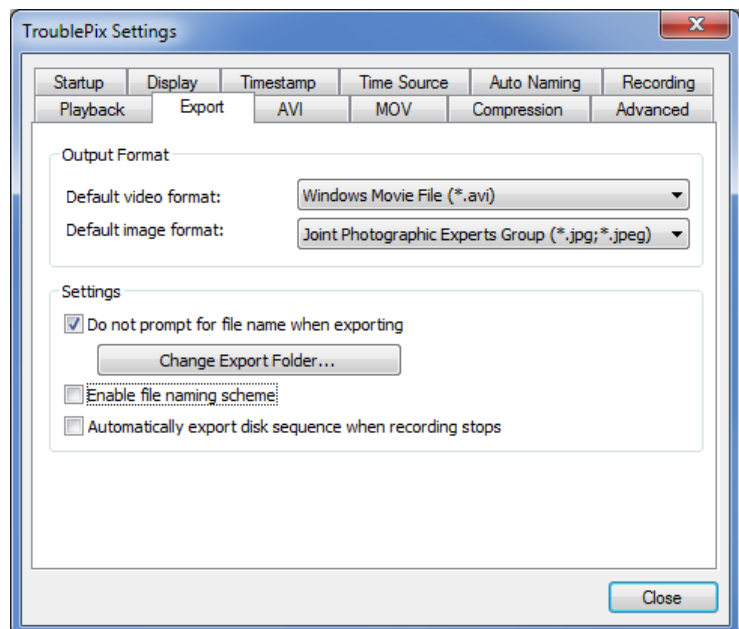 TroublePix Settings
Startup Display Timestamp Time Source Auto Naming Recording
Playback Export AVI MOV Compression Advanced
Output Format
Default video format: Windows Movie File (*.avi)
Default image format: Joint Photographic Experts Group (*.jpg;*.jpeg)
Settings
Do not prompt for file name when exporting
Change Export Folder...
Enable file naming scheme
Automatically export disk sequence when recording stops
Close